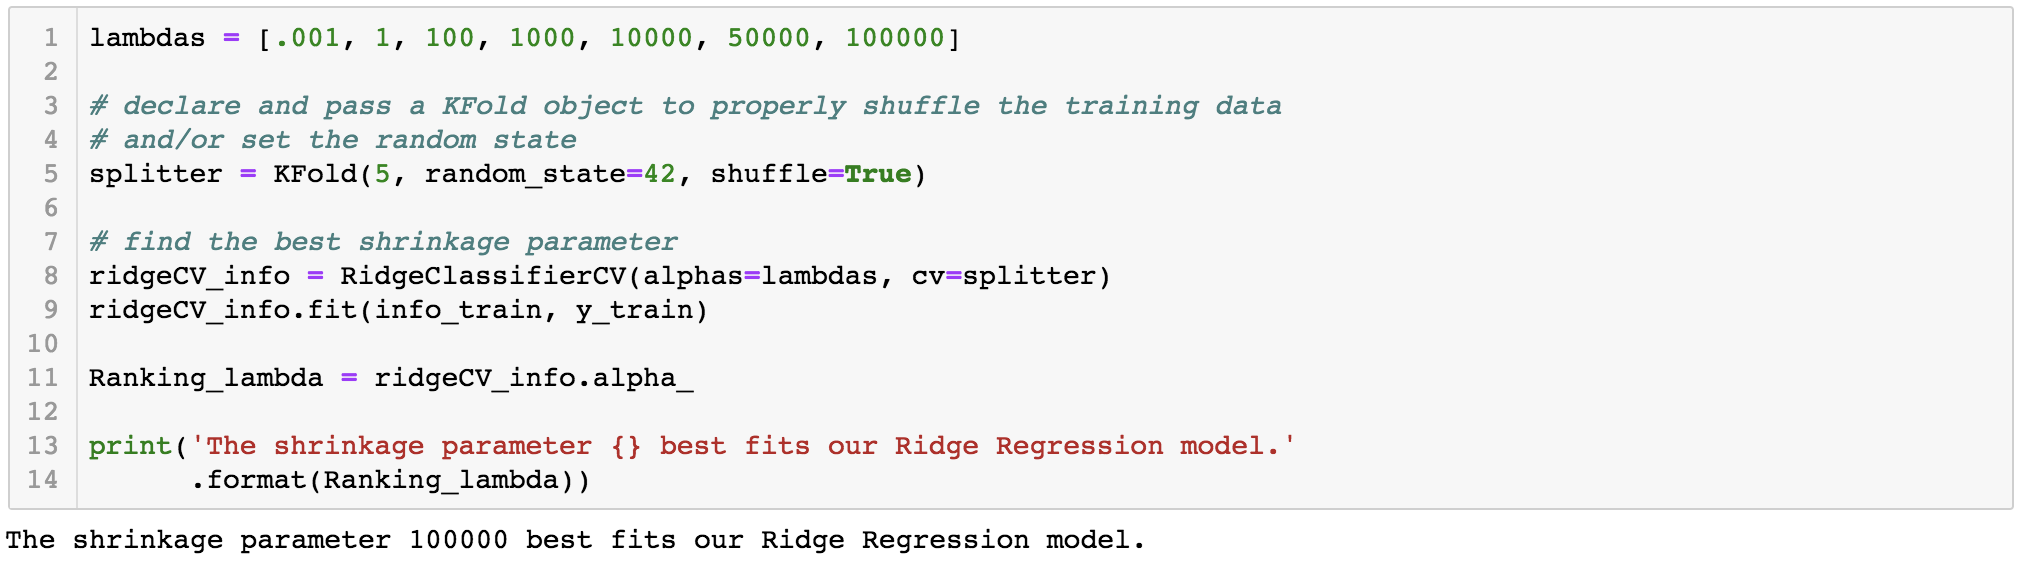 1 lambdas = [.001, 1, 100, 1000, 10000, 50000, 100000]
2
3 # declare and pass a KFold object to properly shuffle the training data
4 # and/or set the random state
5 splitter = KFold(5, random_state=42, shuffle=True)
6
7 # find the best shrinkage parameter
8 ridgeCV_info = RidgeClassifierCV(alphas=lambdas, cv=splitter)
9 ridgeCV_info.fit(info_train, y_train)
10
11 Ranking_lambda = ridgeCV_info.alpha_
12
13 print('The shrinkage parameter {} best fits our Ridge Regression model.'
14       .format(Ranking_lambda))
The shrinkage parameter 100000 best fits our Ridge Regression model.